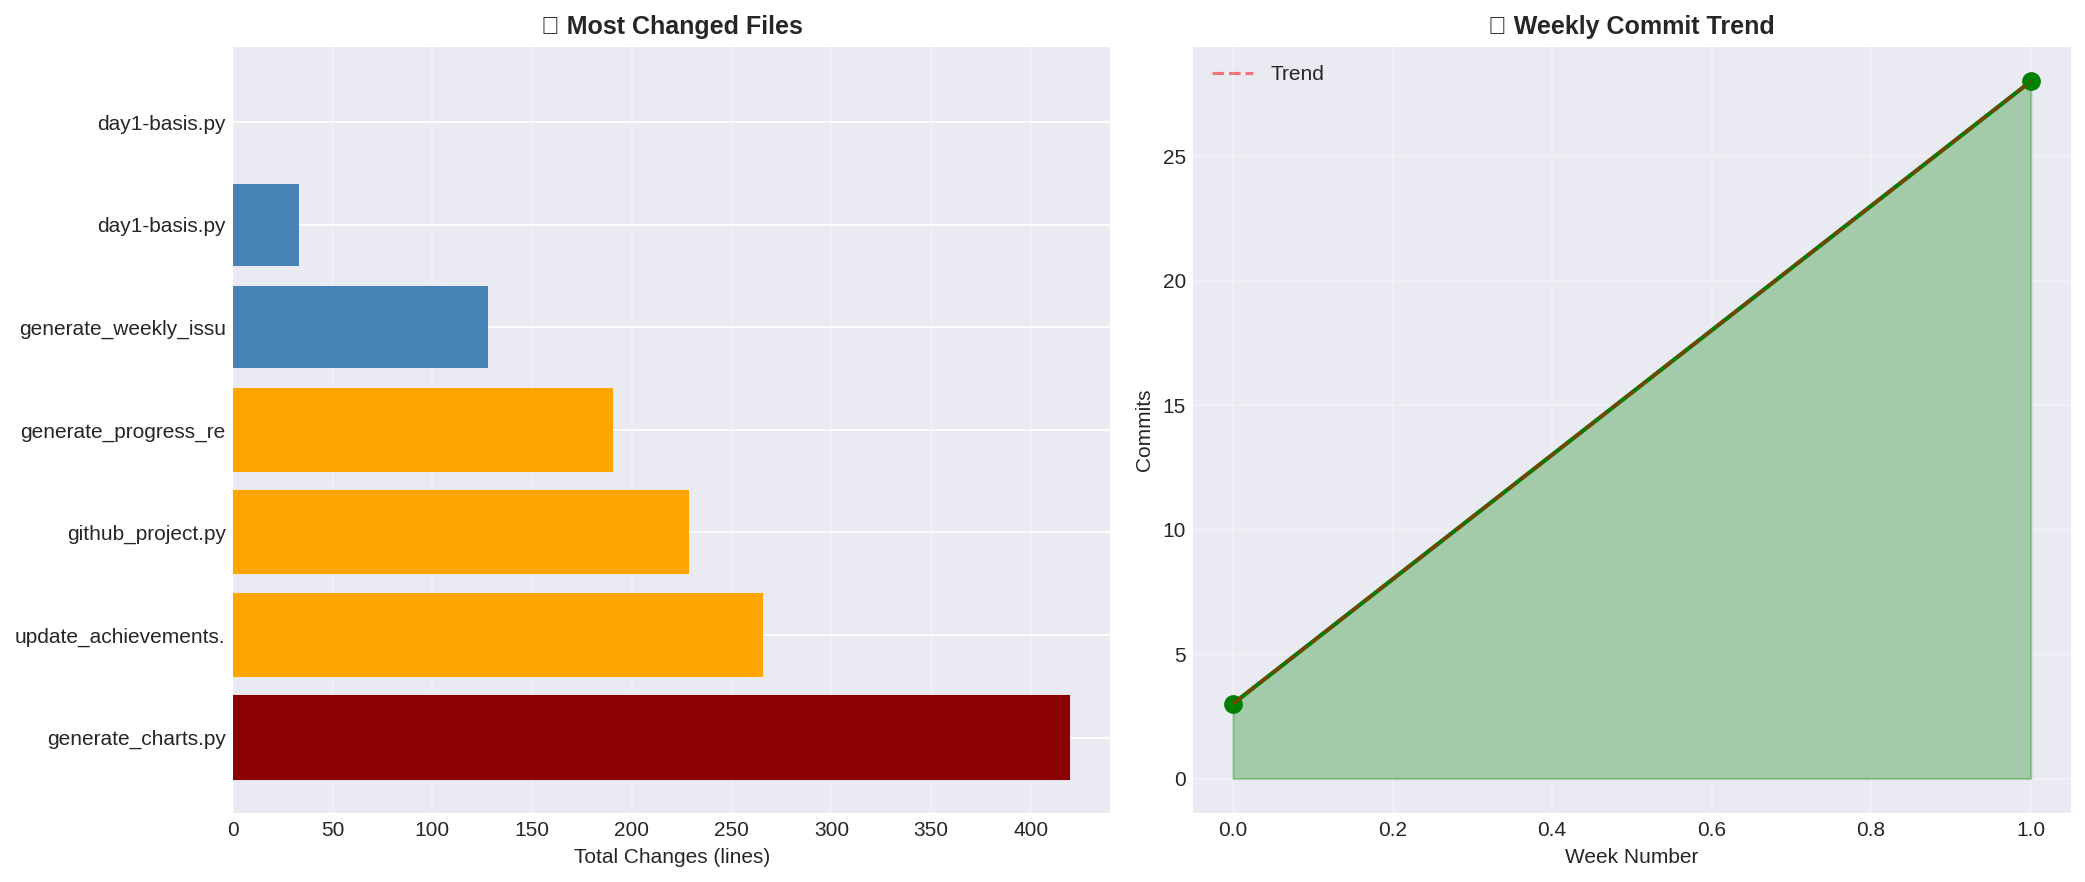 ▯ Most Changed Files
day1-basis.py
day1-basis.py
generate_weekly_issu
generate_progress_re
github_project.py
update_achievements.
generate_charts.py
0 50 100 150 200 250 300 350 400
Total Changes (lines)
▯ Weekly Commit Trend
Trend
25
20
15
10
5
0
Commits
0.0 0.2 0.4 0.6 0.8 1.0
Week Number